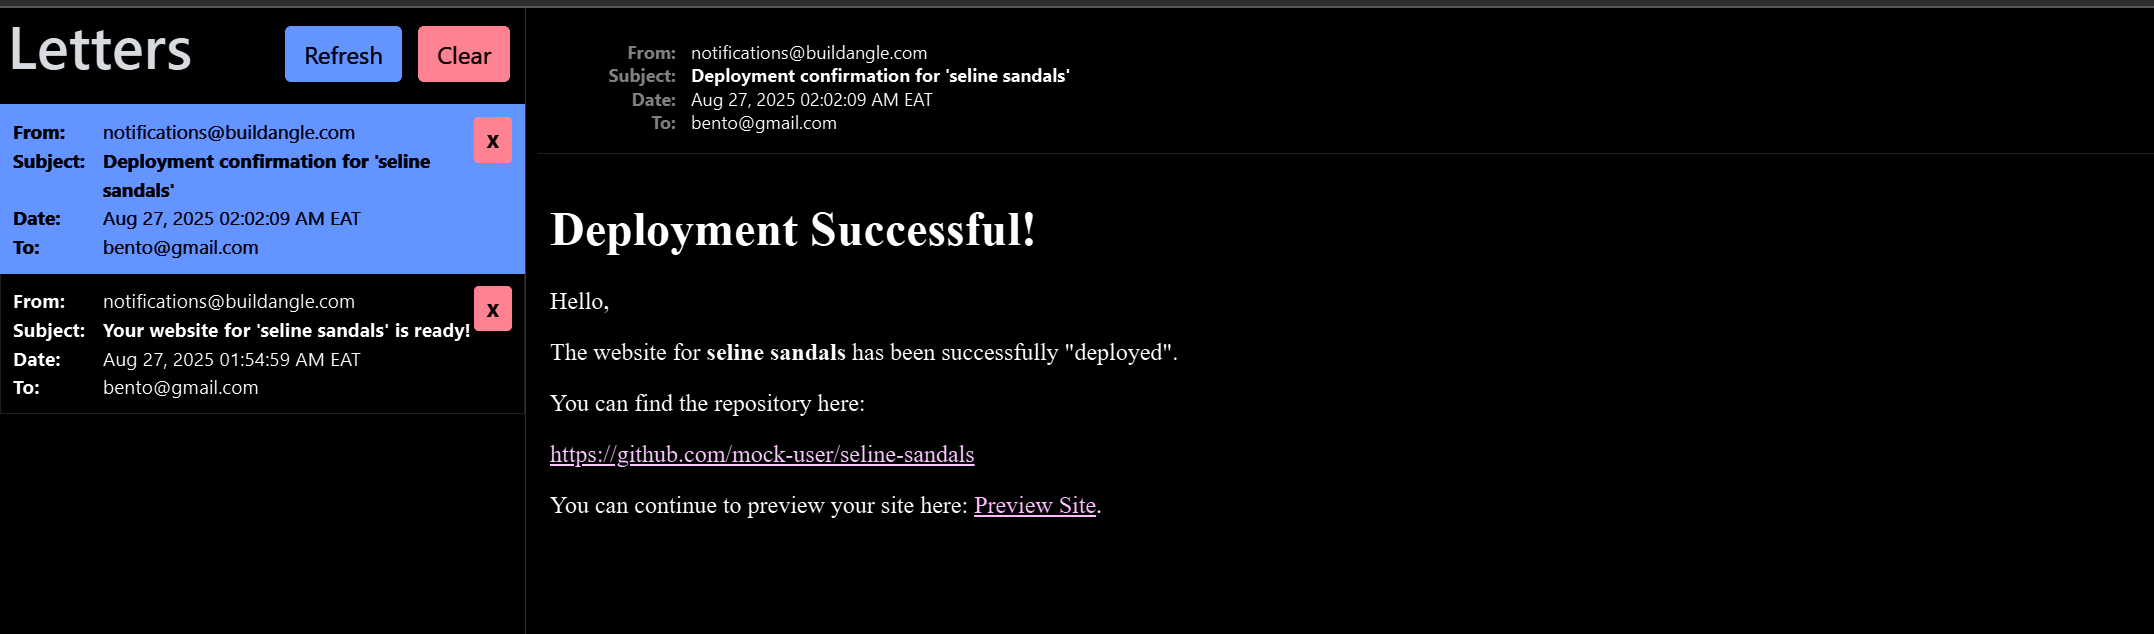 Letters
Refresh
Clear
From: notifications@buildangle.com
x
Subject: Deployment confirmation for 'seline
sandals'
Date: Aug 27, 2025 02:02:09 AM EAT
To: bento@gmail.com
From: notifications@buildangle.com
x
Subject: Your website for 'seline sandals' is ready!
Date: Aug 27, 2025 01:54:59 AM EAT
To: bento@gmail.com
From: notifications@buildangle.com
Subject: Deployment confirmation for 'seline sandals'
Date: Aug 27, 2025 02:02:09 AM EAT
To: bento@gmail.com
Deployment Successful!
Hello,
The website for seline sandals has been successfully "deployed".
You can find the repository here:
https://github.com/mock-user/seline-sandals
You can continue to preview your site here: Preview Site.